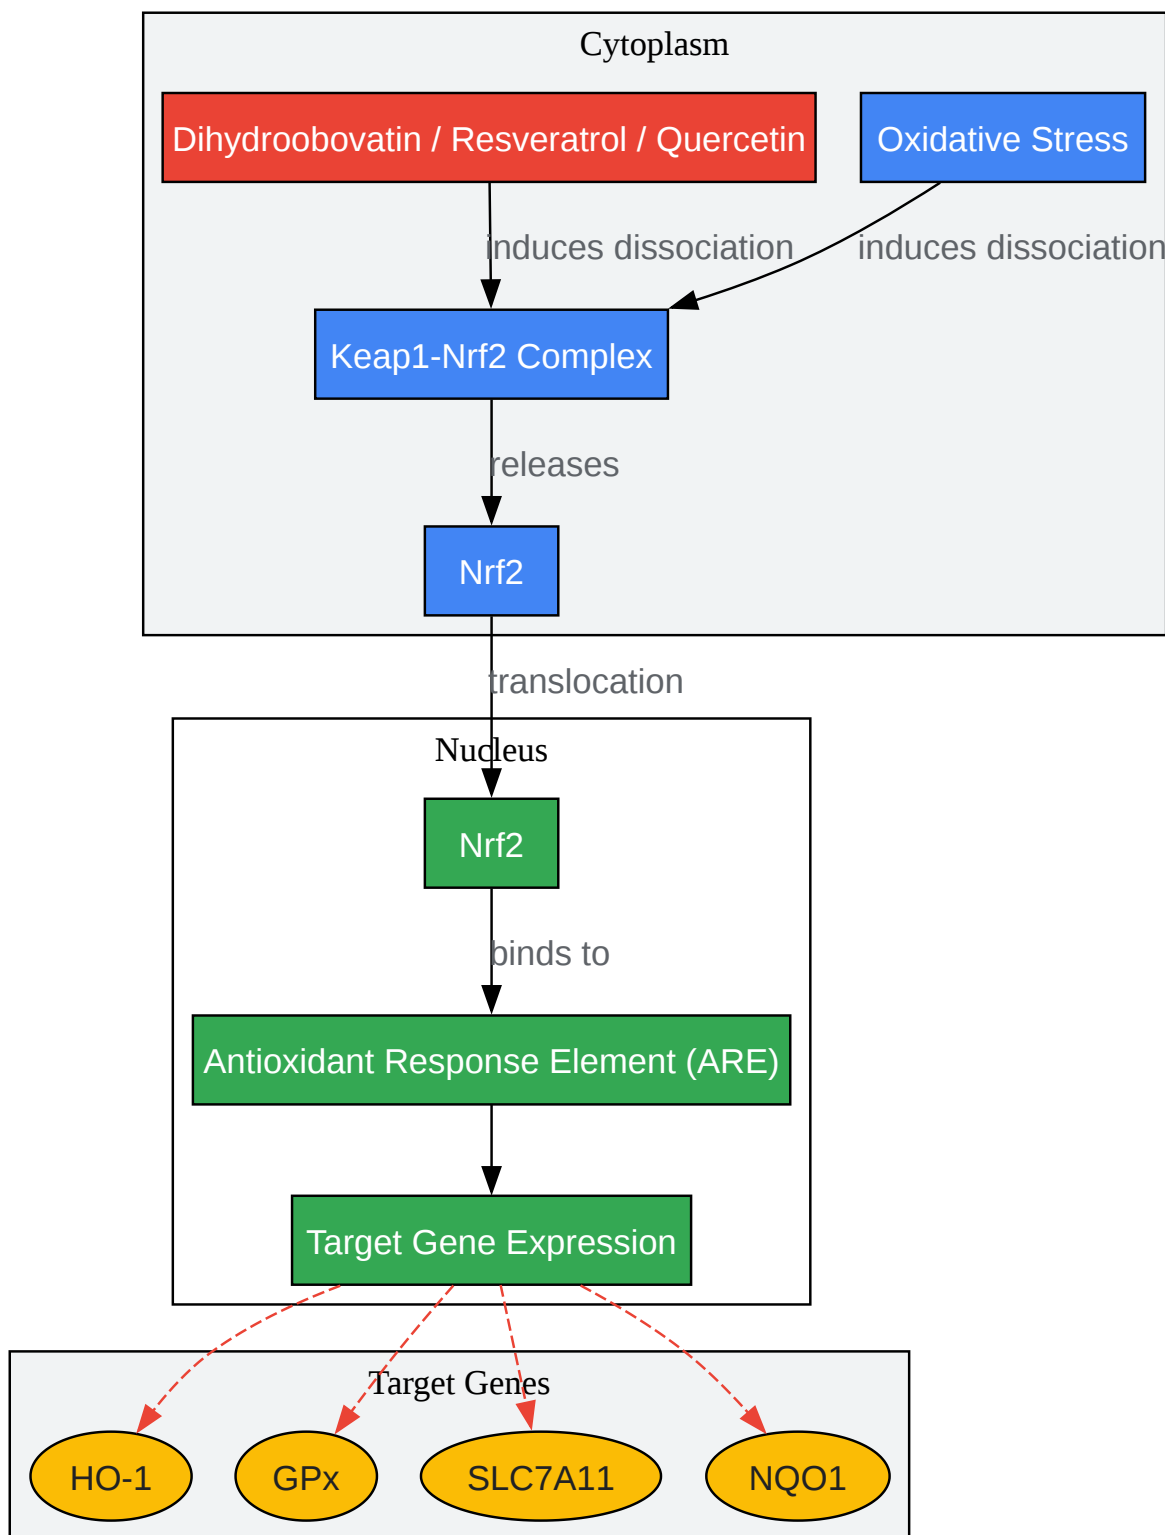 Cytoplasm
Dihydroobovatin / Resveratrol / Quercetin
Oxidative Stress
induces dissociation
induces dissociation
Keap1-Nrf2 Complex
releases
Nrf2
translocation
Nucleus
Nrf2
binds to
Antioxidant Response Element (ARE)
Target Gene Expression
Target Genes
HO-1
GPx
SLC7A11
NQO1